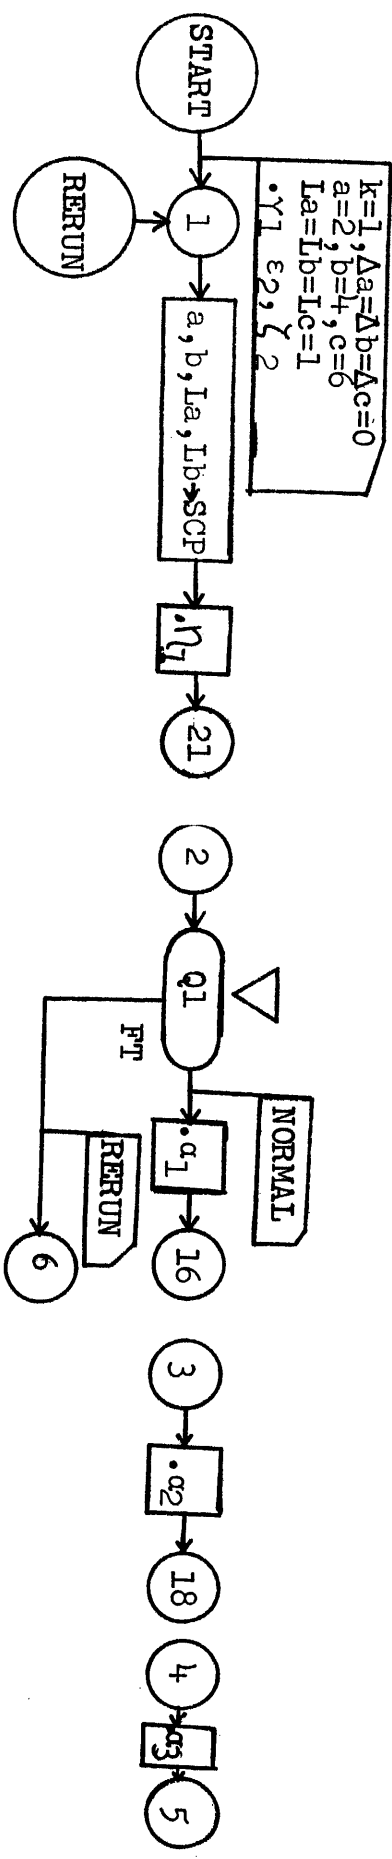 START
k=1,Δa=Δb=Δc=0
a=2,b=4,c=6
La=Lb=Lc=1
·γ1 ε2,ζ2
RERUN
1
a,b,La,Lb→SCP
·η1
21
2
Q1
FT
NORMAL
·α1
16
RERUN
6
3
·α2
18
4
α3
5